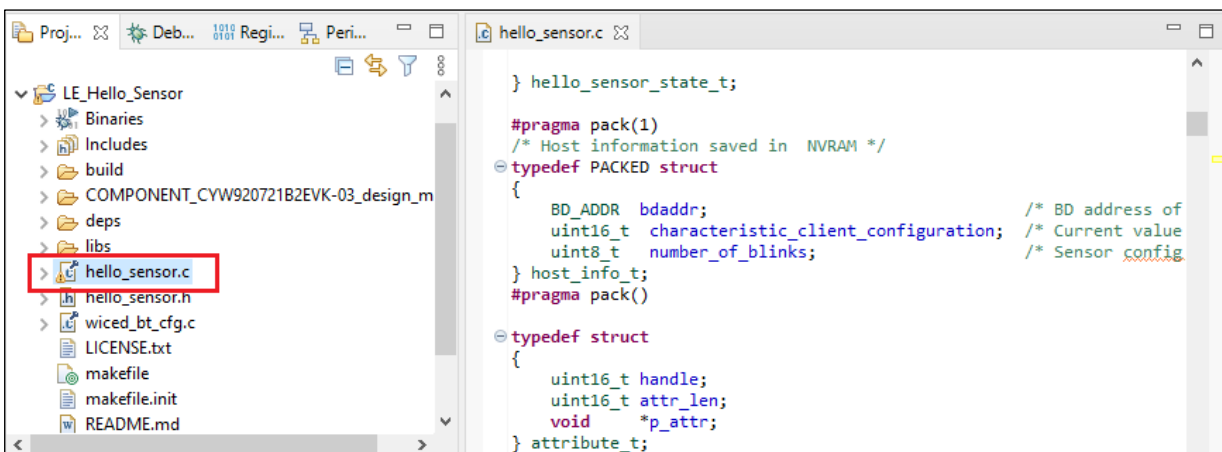 Proj... Deb... 1010 0101 Regi... Peri...
LE_Hello_Sensor
Binaries
Includes
build
COMPONENT_CYW920721B2EVK-03_design_m
deps
libs
hello_sensor.c
hello_sensor.h
wiced_bt_cfg.c
LICENSE.txt
makefile
makefile.init
README.md
hello_sensor.c
} hello_sensor_state_t;
#pragma pack(1)
/* Host information saved in  NVRAM */
typedef PACKED struct
{
    BD_ADDR  bdaddr;                                /* BD address of
    uint16_t  characteristic_client_configuration;  /* Current value
    uint8_t   number_of_blinks;                     /* Sensor config
} host_info_t;
#pragma pack()
typedef struct
{
    uint16_t handle;
    uint16_t attr_len;
    void     *p_attr;
} attribute_t;